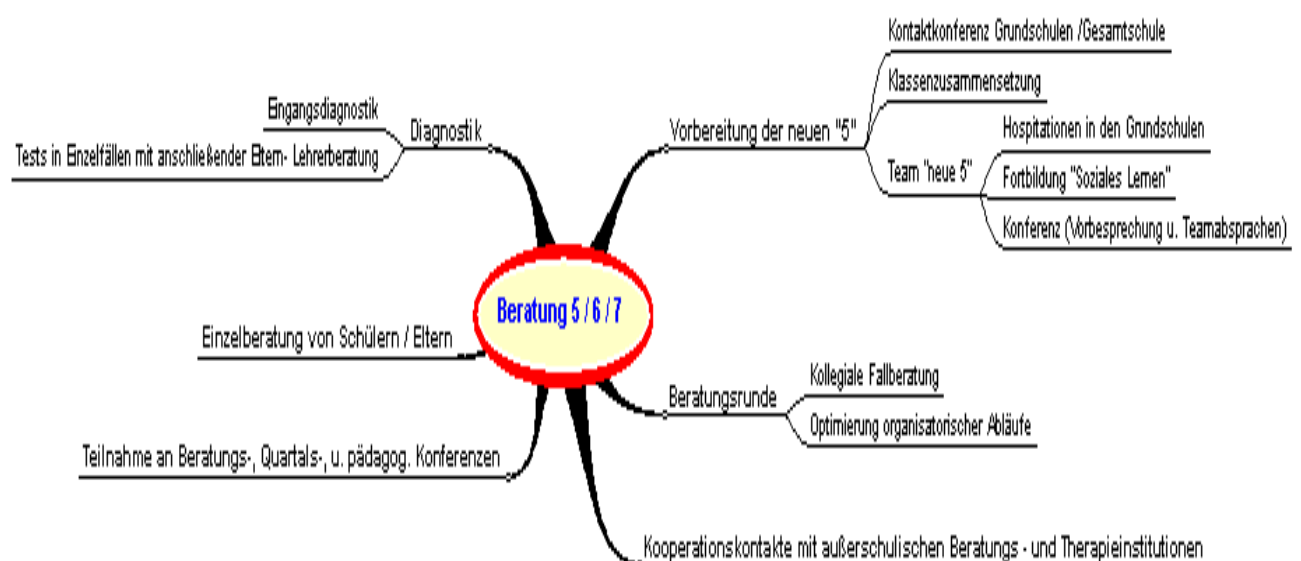 Beratung 5 / 6 / 7
Diagnostik
Eingangsdiagnostik
Tests in Einzelfällen mit anschließender Eltern- Lehrerberatung
Einzelberatung von Schülern / Eltern
Teilnahme an Beratungs-, Quartals-, u. pädagog. Konferenzen
Vorbereitung der neuen "5"
Kontaktkonferenz Grundschulen /Gesamtschule
Klassenzusammensetzung
Team "neue 5"
Hospitationen in den Grundschulen
Fortbildung "Soziales Lernen"
Konferenz (Vorbesprechung u. Teamabsprachen)
Beratungsrunde
Kollegiale Fallberatung
Optimierung organisatorischer Abläufe
Kooperationskontakte mit außerschulischen Beratungs - und Therapieinstitutionen